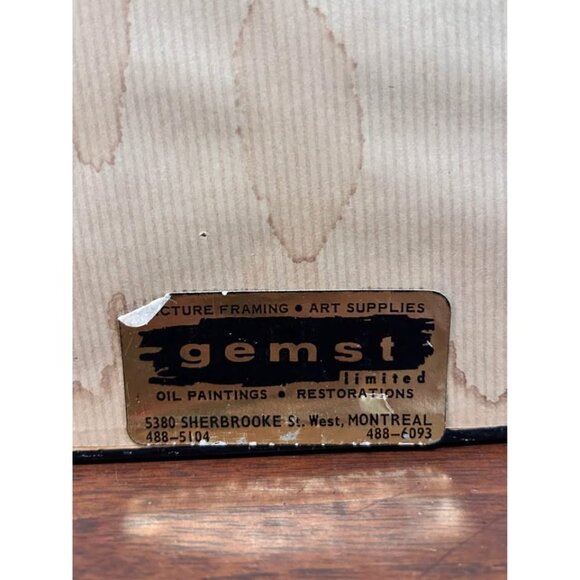 CTURE FRAMING • ART SUPPLIES
gemst
limited
OIL PAINTINGS • RESTORATIONS
5380 SHERBROOKE St. West, MONTREAL
488-5104 488-6093